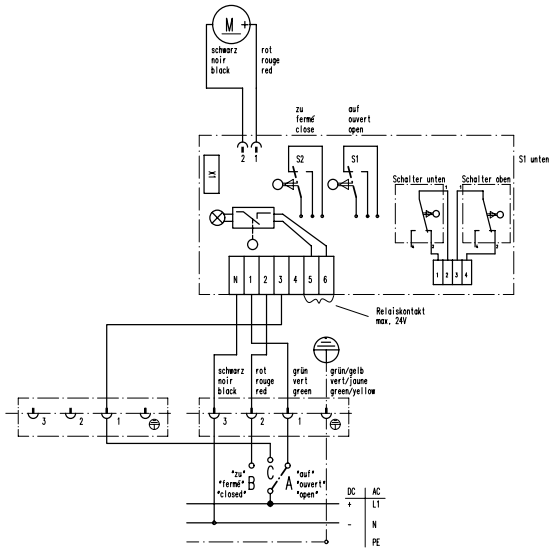 M +
schwarz
noir
black
rot
rouge
red
zu
fermé
close
auf
ouvert
open
2 1
S2
S1
S1 unten
X1
Schalter unten
Schalter oben
1 2 3 4
N 1 2 3 4 5 6
Relaiskontakt
max. 24V
schwarz
noir
black
rot
rouge
red
grün
vert
green
grün/gelb
vert/jaune
green/yellow
3 2 1
3 2 1
"zu"
"fermé"
"closed"
B
C
A
"auf"
"ouvert"
"open"
DC AC
+ L1
- N
PE